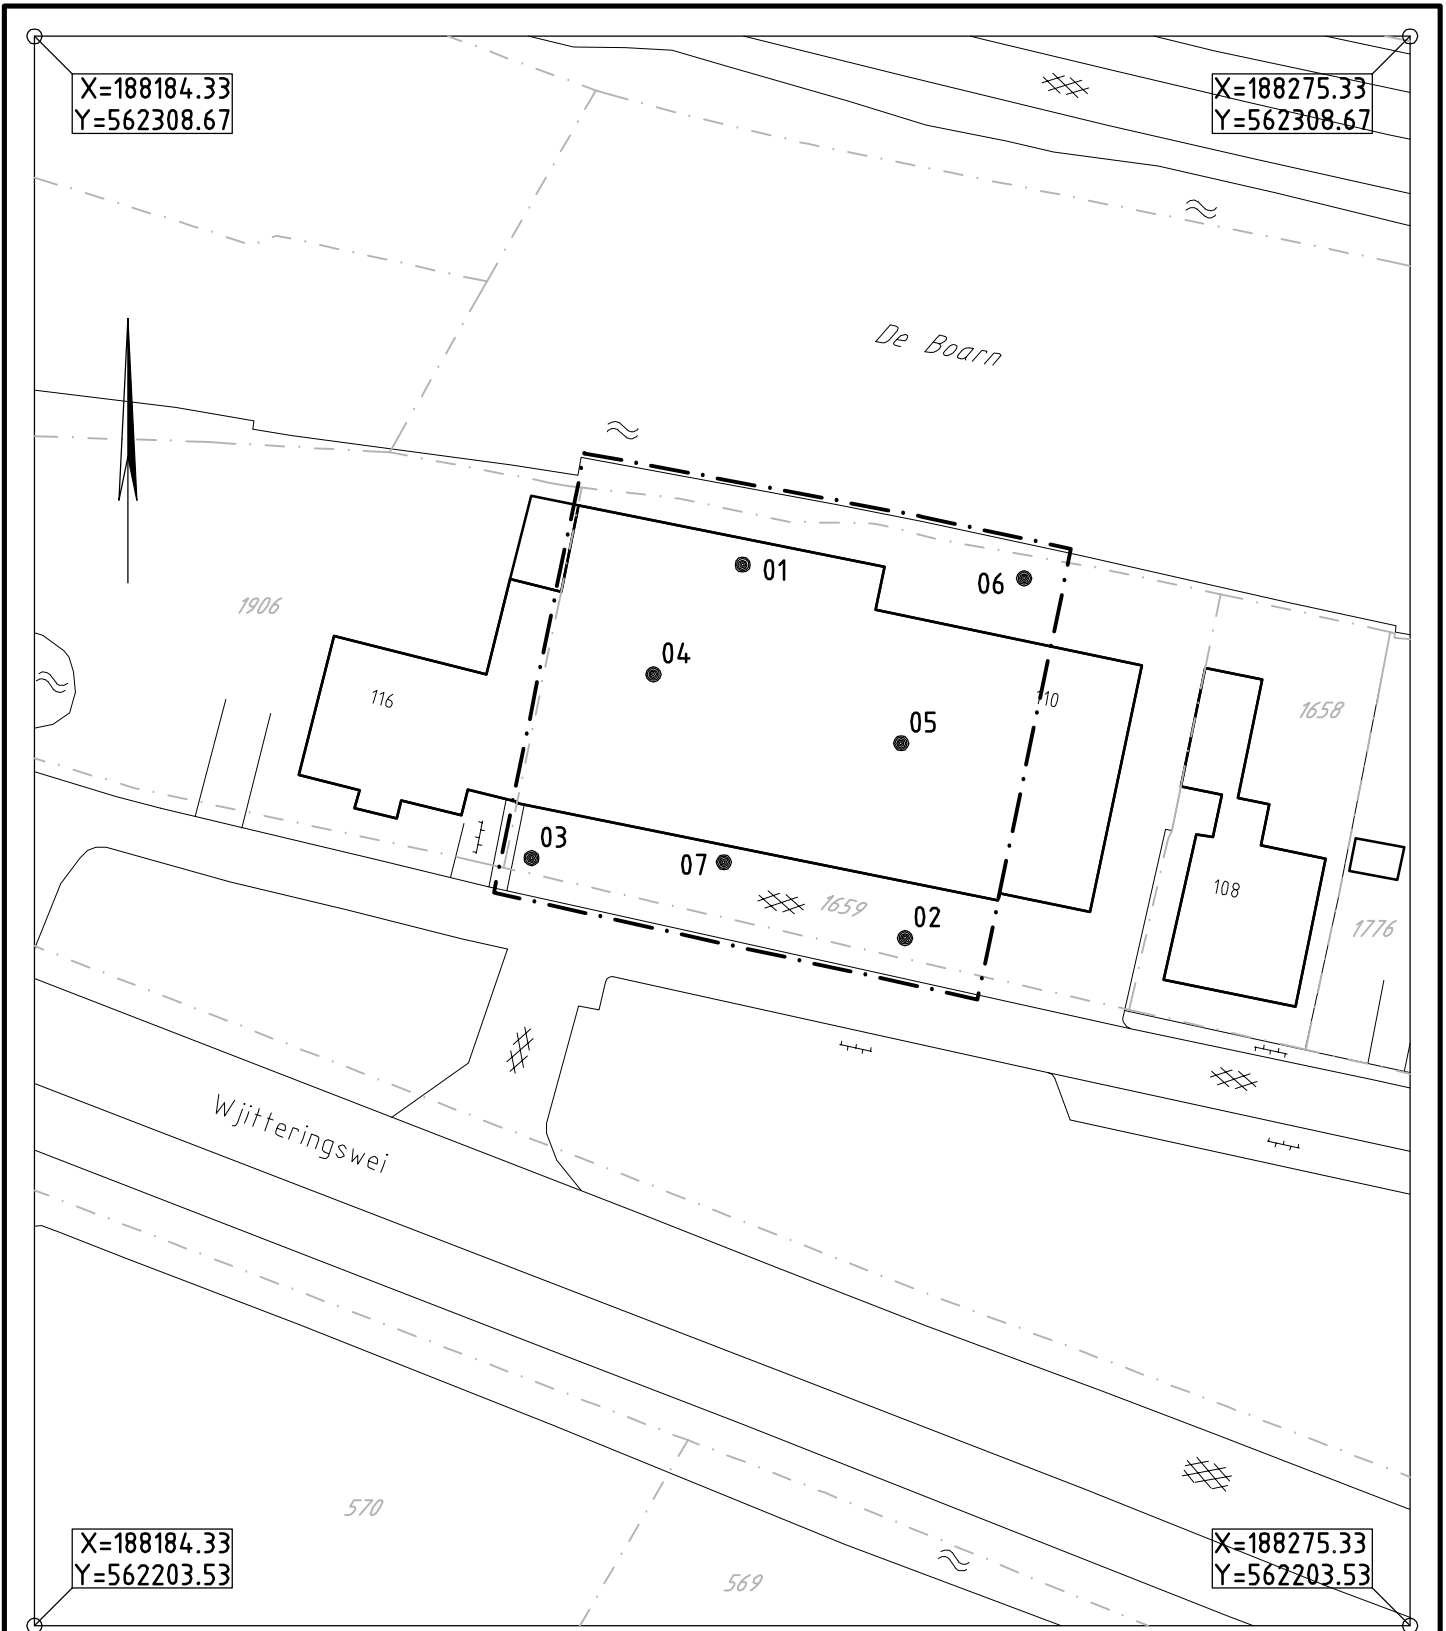 X=188184.33
Y=562308.67
X=188275.33
Y=562308.67
De Boarn
01
06
1906
04
116
110
1658
05
03
07
1659
108
02
1776
Wjitteringswei
570
X=188184.33
Y=562203.53
X=188275.33
Y=562203.53
569